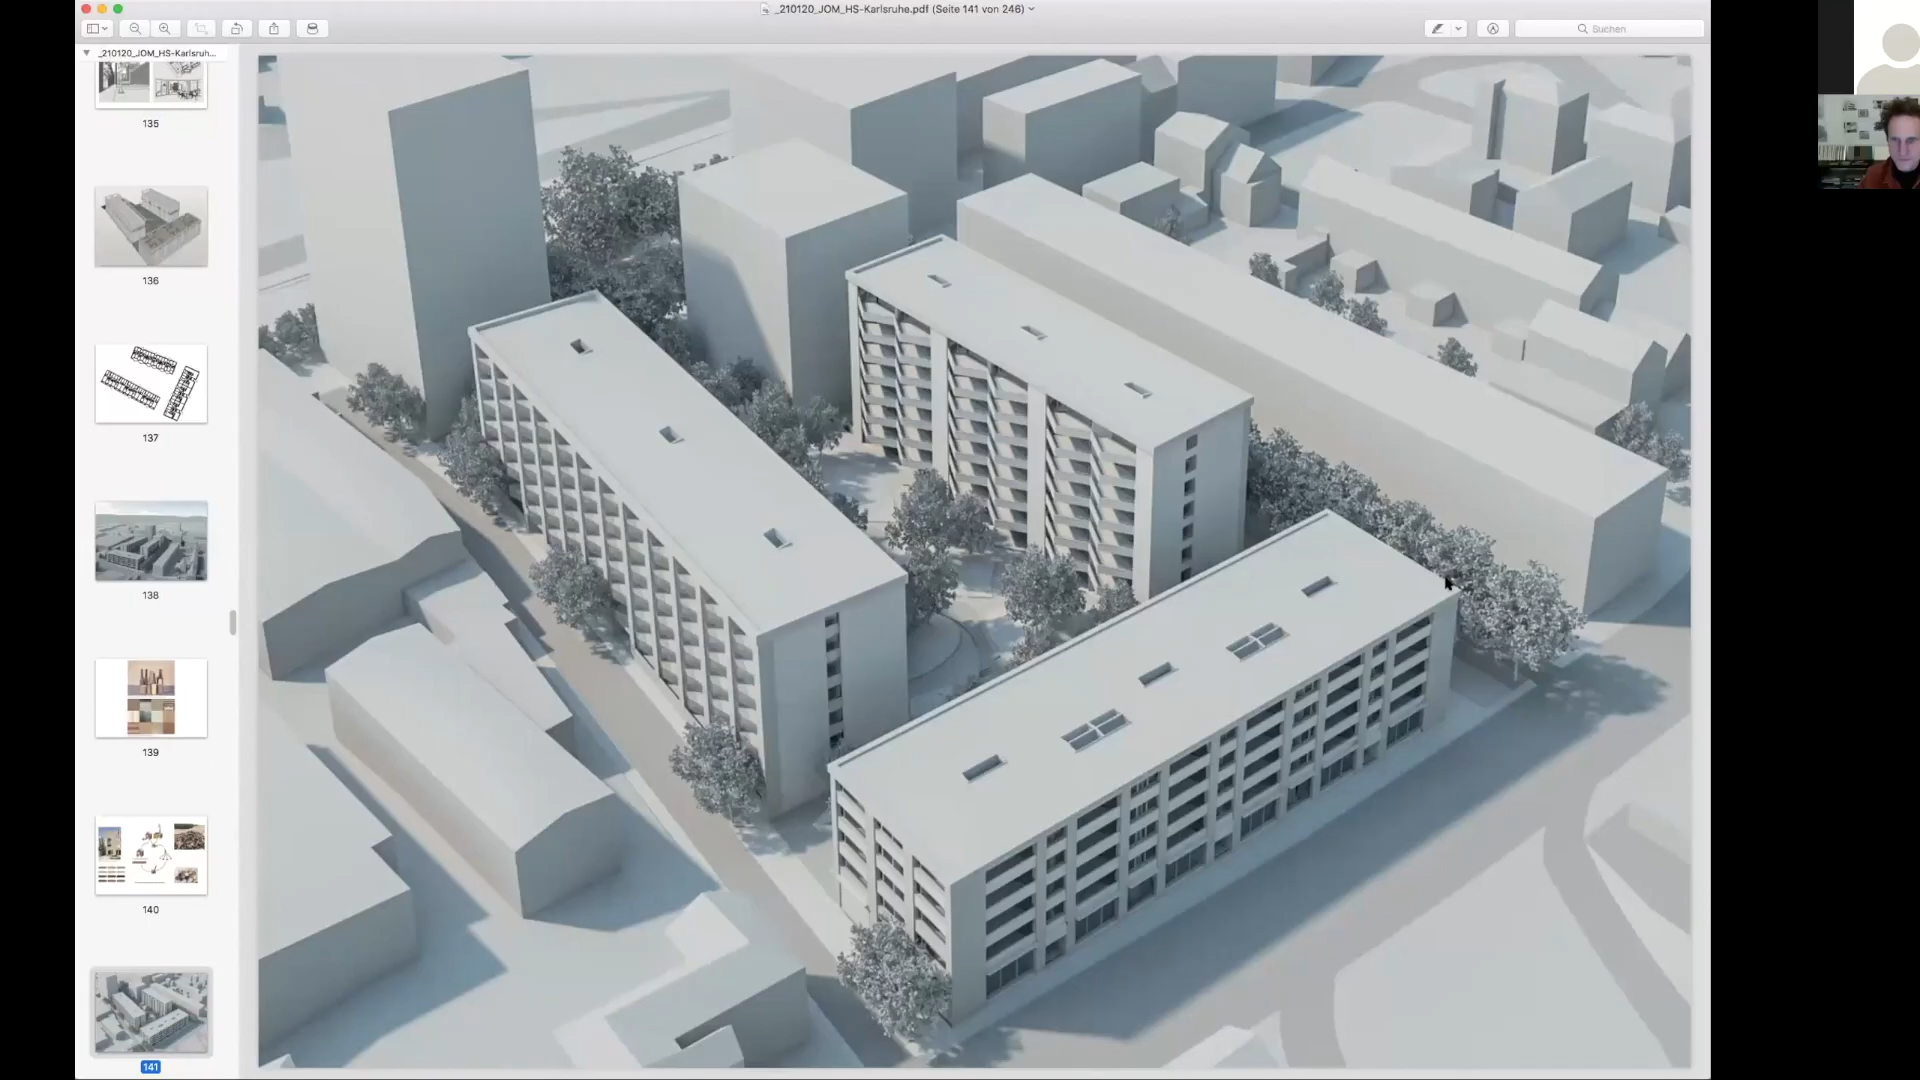 _210120_JOM_HS-Karlsruhe.pdf (Seite 141 von 246)
Suchen
_210120_JOM_HS-Karlsruh...
135
136
137
138
139
140
141